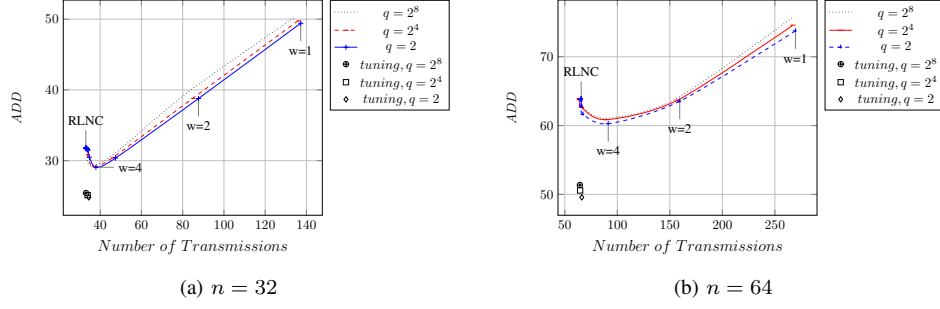 50
40
30
40 60 80 100 120 140
ADD
Number of Transmissions
RLNC
w=4
w=2
w=1
q = 2^8
q = 2^4
q = 2
tuning, q = 2^8
tuning, q = 2^4
tuning, q = 2
(a) n = 32
70
60
50
50 100 150 200 250
ADD
Number of Transmissions
RLNC
w=4
w=2
w=1
q = 2^8
q = 2^4
q = 2
tuning, q = 2^8
tuning, q = 2^4
tuning, q = 2
(b) n = 64